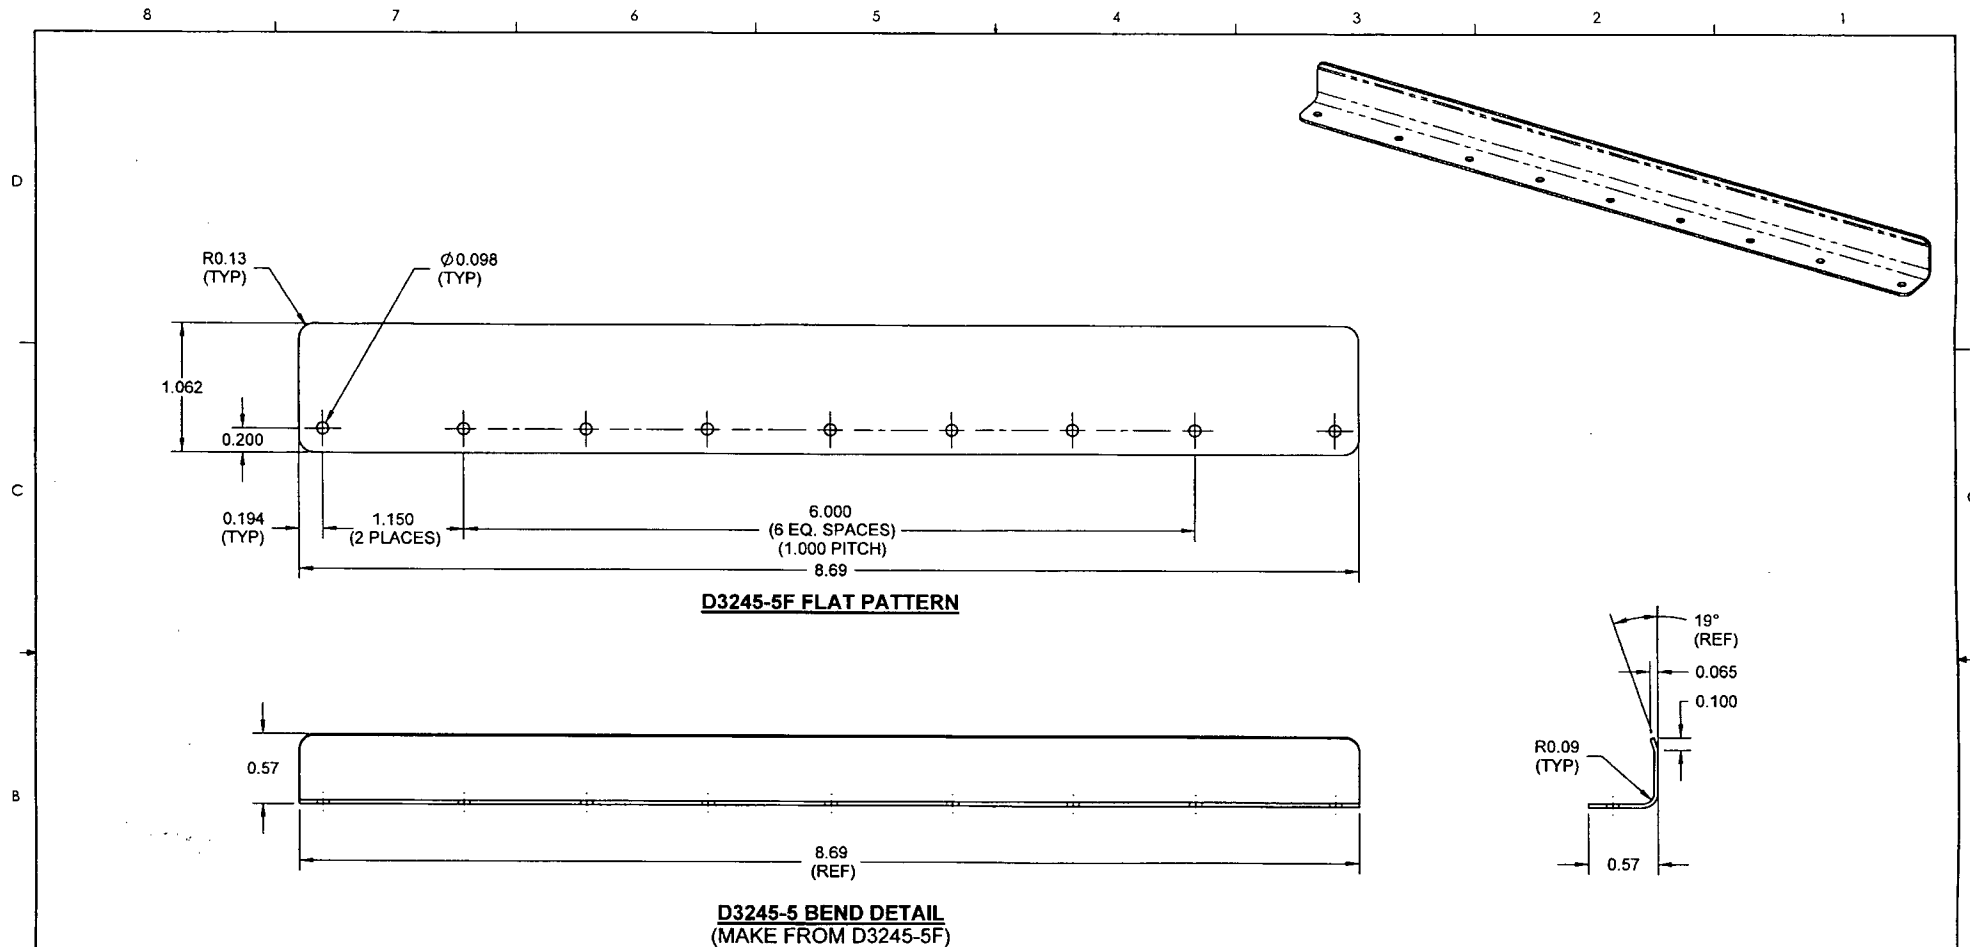 8 7 6 5 4 3 2 1
D
R0.13
(TYP)
Ø0.098
(TYP)
1.062
0.200
C
0.194
(TYP)
1.150
(2 PLACES)
6.000
(6 EQ. SPACES)
(1.000 PITCH)
8.69
D3245-5F FLAT PATTERN
19°
(REF)
0.065
0.100
R0.09
(TYP)
0.57
B
8.69
(REF)
0.57
D3245-5 BEND DETAIL
(MAKE FROM D3245-5F)